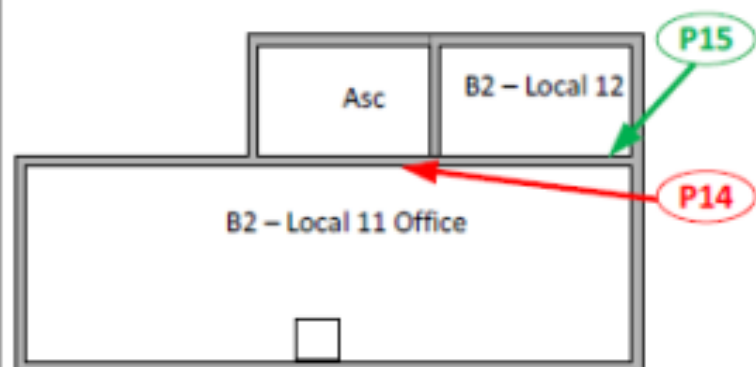 P15
Asc
B2 – Local 12
P14
B2 – Local 11 Office